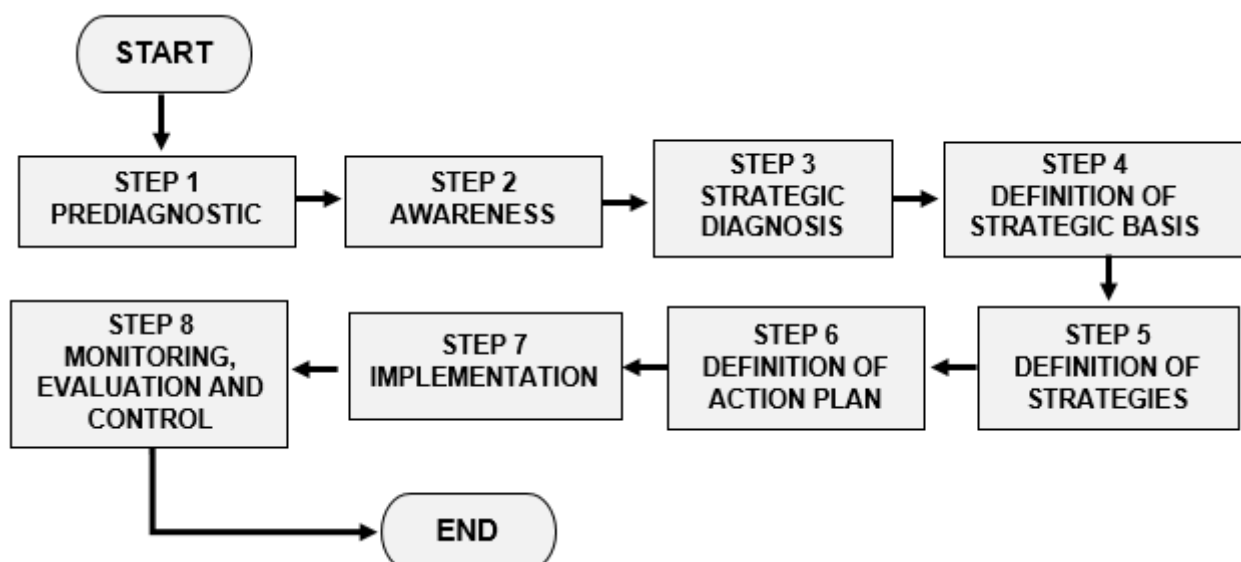 START
STEP 1
PREDIAGNOSTIC
STEP 2
AWARENESS
STEP 3
STRATEGIC
DIAGNOSIS
STEP 4
DEFINITION OF
STRATEGIC BASIS
STEP 5
DEFINITION OF
STRATEGIES
STEP 6
DEFINITION OF
ACTION PLAN
STEP 7
IMPLEMENTATION
STEP 8
MONITORING,
EVALUATION AND
CONTROL
END